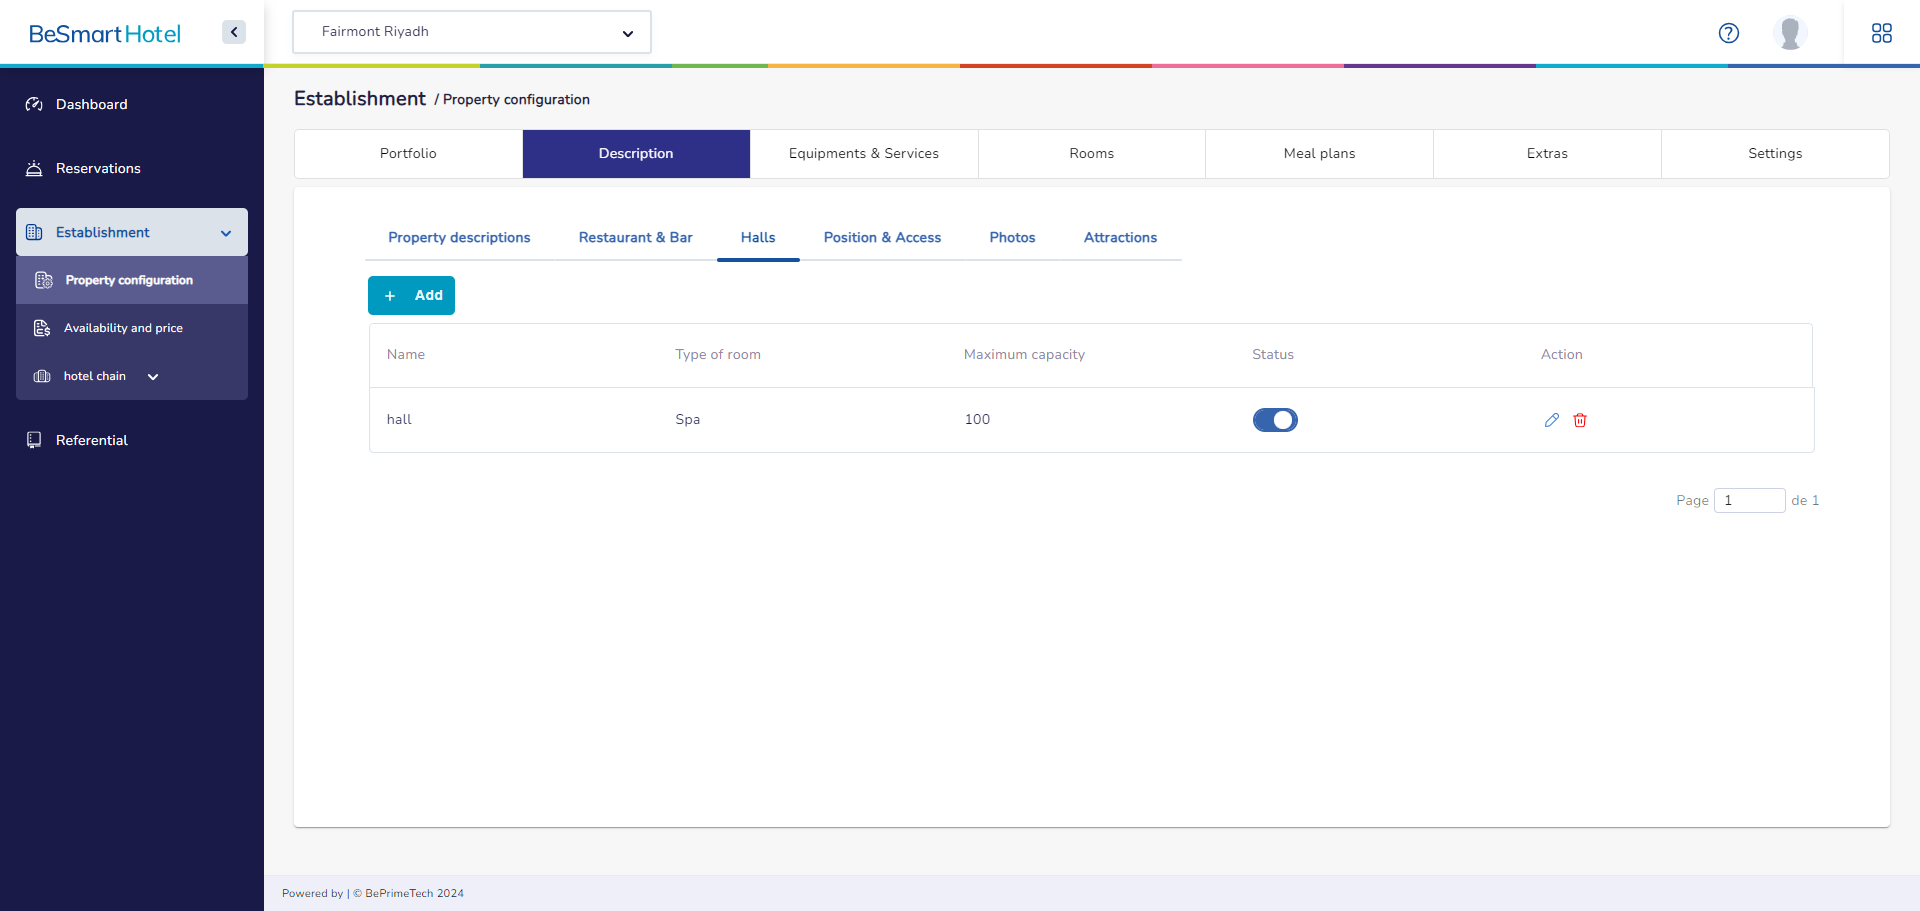 BeSmartHotel
Fairmont Riyadh
Dashboard
Reservations
Establishment
Property configuration
Availability and price
hotel chain
Referential
Establishment / Property configuration
Portfolio Description Equipments & Services Rooms Meal plans Extras Settings
Property descriptions Restaurant & Bar Halls Position & Access Photos Attractions
+ Add
Name Type of room Maximum capacity Status Action
hall Spa 100
Page 1 de 1
Powered by | © BePrimeTech 2024